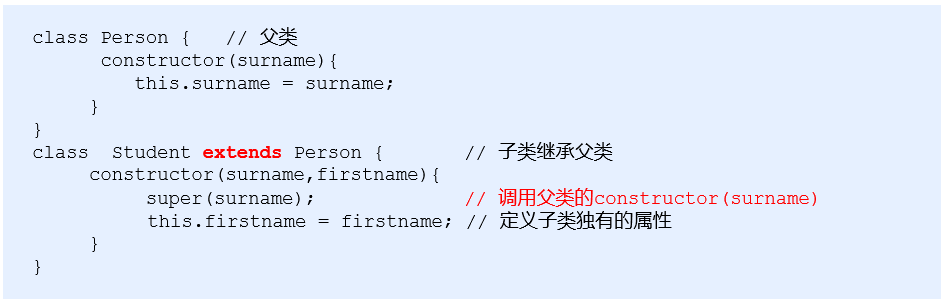 class Person {   // 父类
      constructor(surname){
         this.surname = surname;
     }
}
class  Student extends Person {       // 子类继承父类
     constructor(surname,firstname){
          super(surname);             // 调用父类的constructor(surname)
          this.firstname = firstname; // 定义子类独有的属性
     }
}